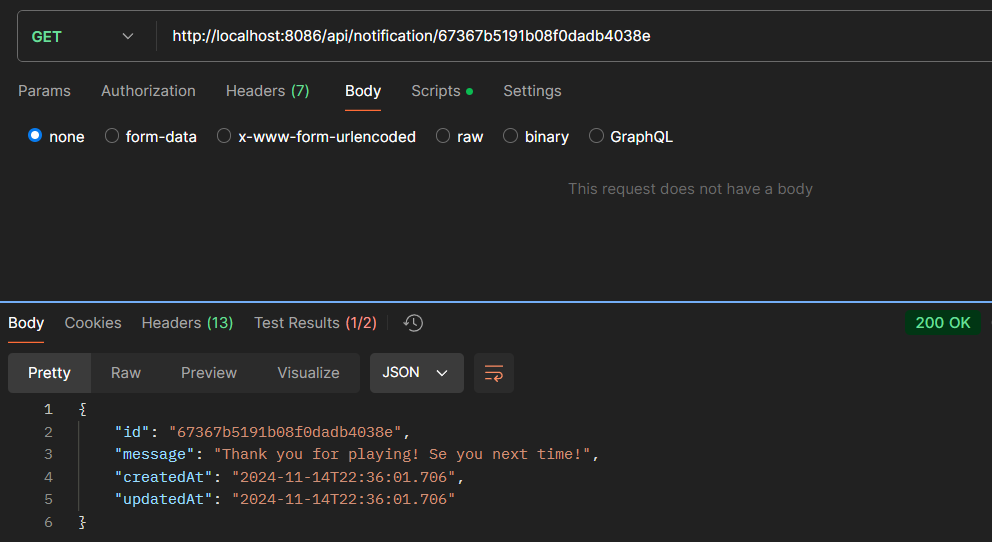 GET http://localhost:8086/api/notification/67367b5191b08f0dadb4038e
Params Authorization Headers (7) Body Scripts Settings
none form-data x-www-form-urlencoded raw binary GraphQL
This request does not have a body
Body Cookies Headers (13) Test Results (1/2) 200 OK
Pretty Raw Preview Visualize JSON
1 {
2 "id": "67367b5191b08f0dadb4038e",
3 "message": "Thank you for playing! Se you next time!",
4 "createdAt": "2024-11-14T22:36:01.706",
5 "updatedAt": "2024-11-14T22:36:01.706"
6 }